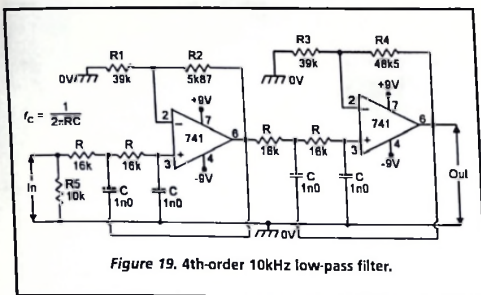 R1
39k
R2
5k87
R3
39k
R4
48k5
0V
0V
+9V
+9V
2
7
2
7
fc = 1/2πRC
741
6
741
6
R
16k
R
16k
3
4
-9V
R
16k
R
16k
3
4
-9V
In
R5
10k
C
1n0
C
1n0
C
1n0
C
1n0
Out
0V
Figure 19. 4th-order 10kHz low-pass filter.